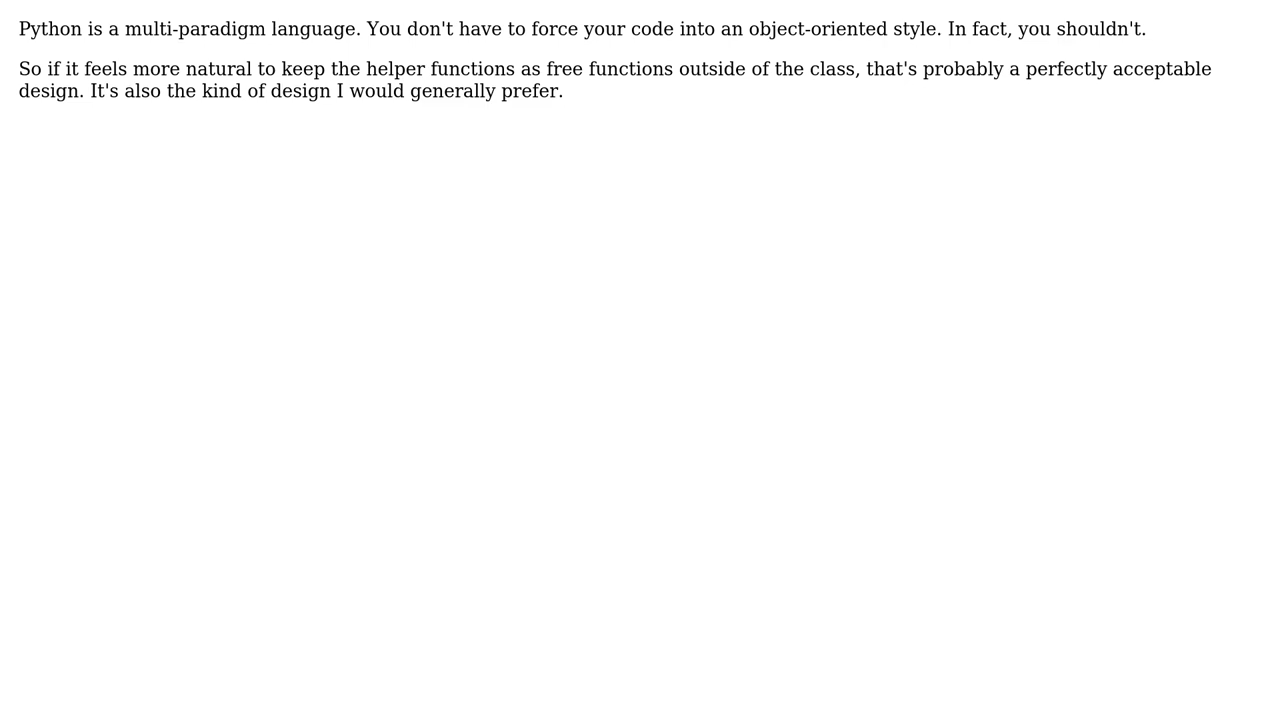 Python is a multi-paradigm language. You don't have to force your code into an object-oriented style. In fact, you shouldn't.
So if it feels more natural to keep the helper functions as free functions outside of the class, that's probably a perfectly acceptable
design. It's also the kind of design I would generally prefer.